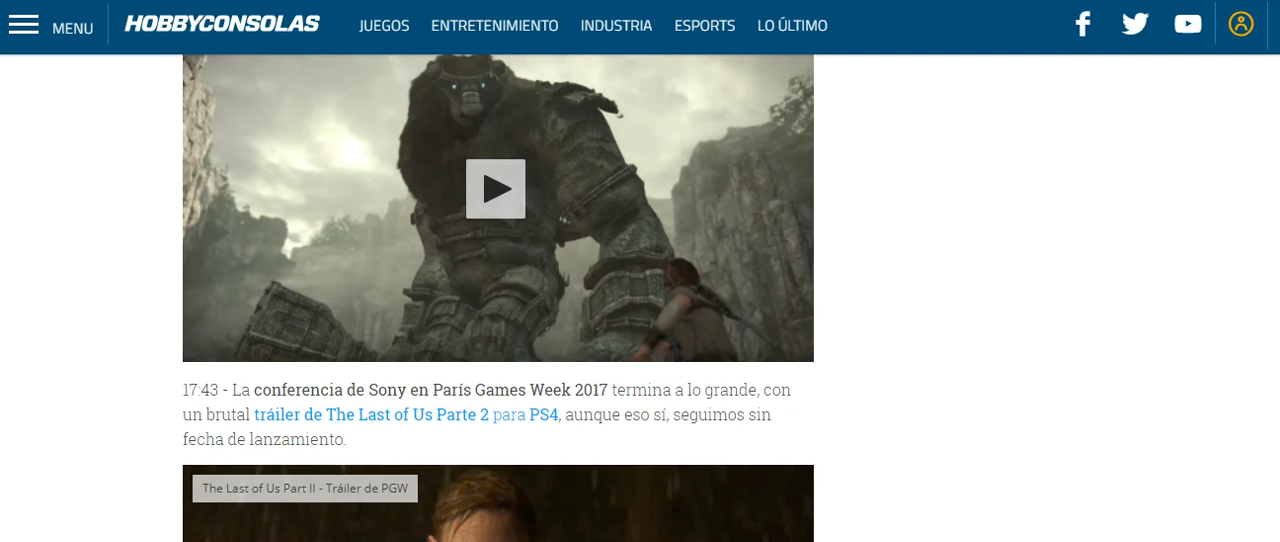 MENU
HOBBYCONSOLAS
JUEGOS ENTRETENIMIENTO INDUSTRIA ESPORTS LO ÚLTIMO
17:43 - La conferencia de Sony en París Games Week 2017 termina a lo grande, con
un brutal tráiler de The Last of Us Parte 2 para PS4, aunque eso sí, seguimos sin
fecha de lanzamiento.
The Last of Us Part II - Tráiler de PGW